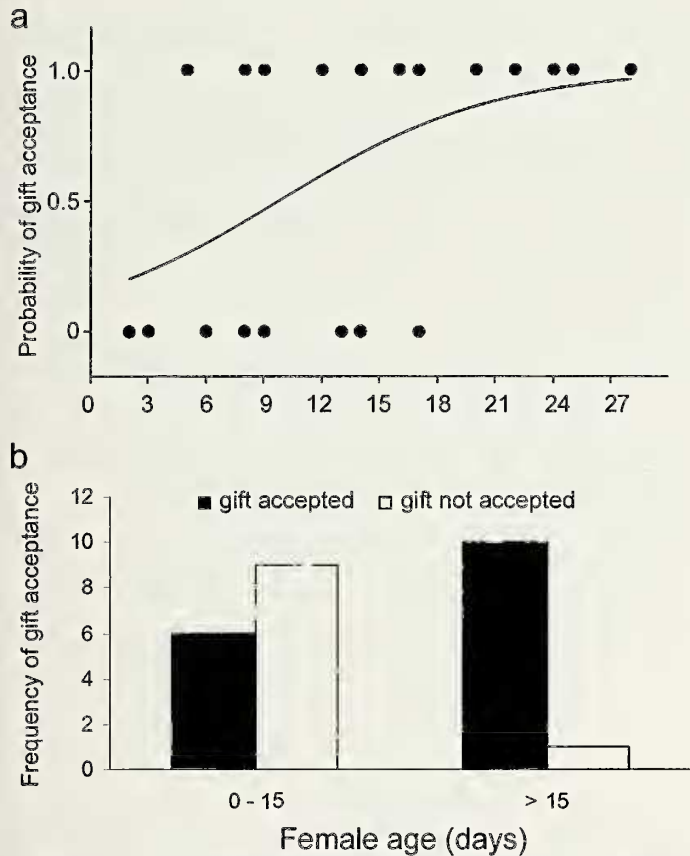 a
Probability of gift acceptance
1.0
0.5
0
0 3 6 9 12 15 18 21 24 27
b
Frequency of gift acceptance
12
10
8
6
4
2
0
■ gift accepted □ gift not accepted
0 - 15 > 15
Female age (days)